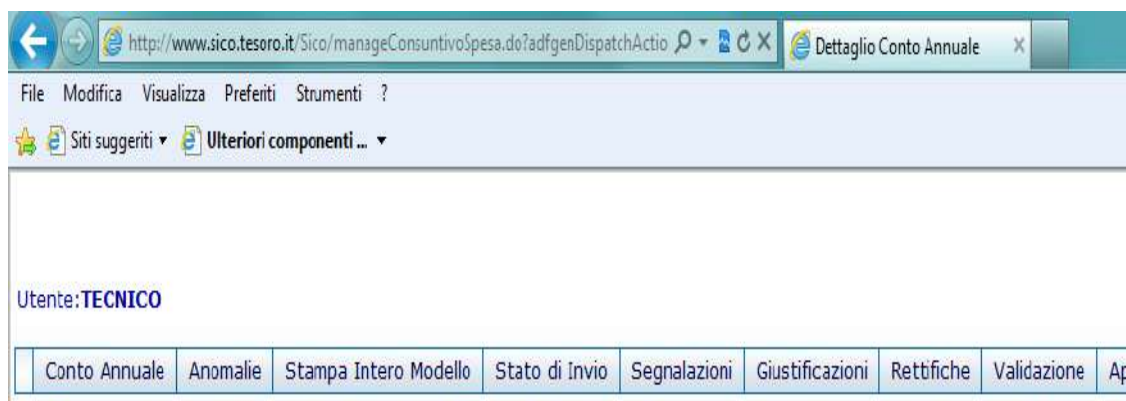 http://www.sico.tesoro.it/Sico/manageConsuntivoSpesa.do?adfgenDispatchActio Dettaglio Conto Annuale
File Modifica Visualizza Preferiti Strumenti ?
Siti suggeriti Ulteriori componenti ...
Utente:TECNICO
Conto Annuale Anomalie Stampa Intero Modello Stato di Invio Segnalazioni Giustificazioni Rettifiche Validazione Ap